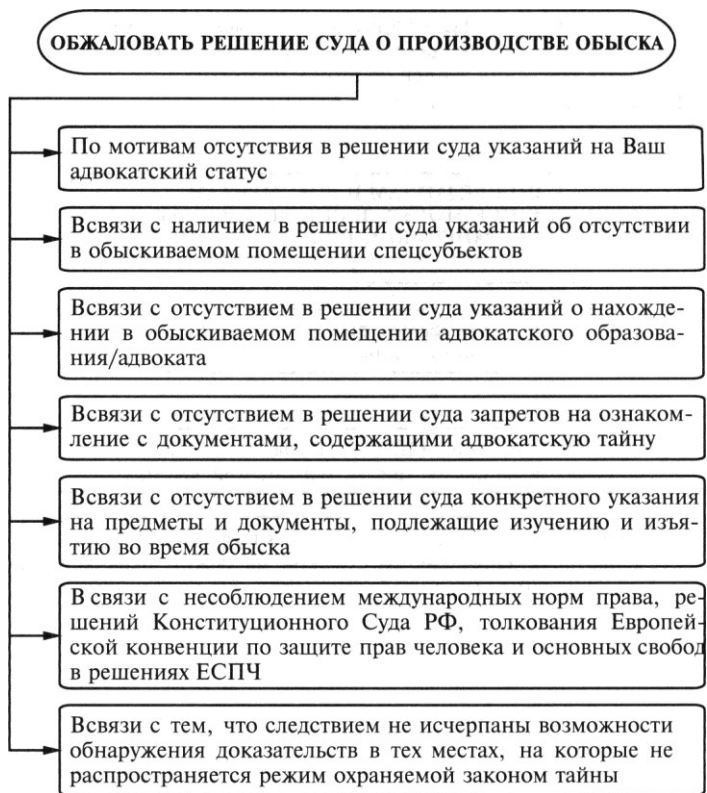 ОБЖАЛОВАТЬ РЕШЕНИЕ СУДА О ПРОИЗВОДСТВЕ ОБЫСКА
По мотивам отсутствия в решении суда указаний на Ваш
адвокатский статус
Всвязи с наличием в решении суда указаний об отсутствии
в обыскиваемом помещении спецсубъектов
Всвязи с отсутствием в решении суда указаний о нахожде-
нии в обыскиваемом помещении адвокатского образова-
ния/адвоката
Всвязи с отсутствием в решении суда запретов на ознаком-
ление с документами, содержащими адвокатскую тайну
Всвязи с отсутствием в решении суда конкретного указания
на предметы и документы, подлежащие изучению и изъя-
тию во время обыска
В связи с несоблюдением международных норм права, ре-
шений Конституционного Суда РФ, толкования Европей-
ской конвенции по защите прав человека и основных свобод
в решениях ЕСПЧ
Всвязи с тем, что следствием не исчерпаны возможности
обнаружения доказательств в тех местах, на которые не
распространяется режим охраняемой законом тайны